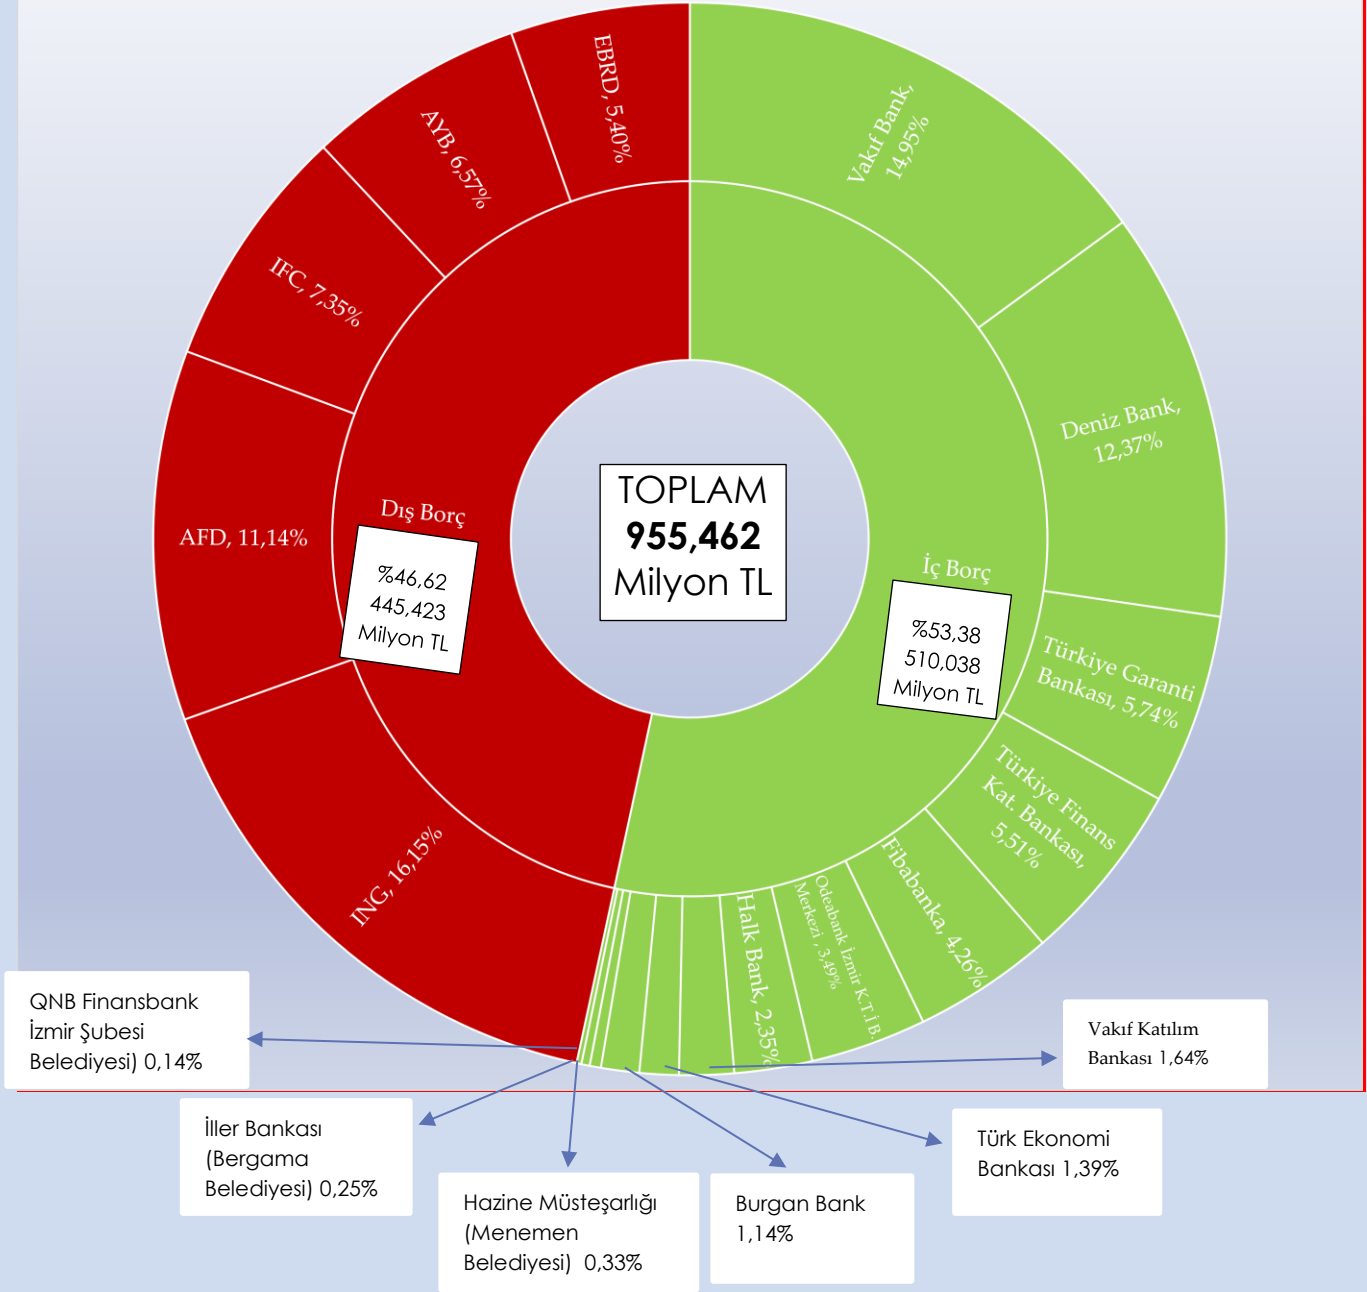 EBRD, 5,40%
AYB, 6,57%
IFC, 7,35%
AFD, 11,14%
ING, 16,15%
Dış Borç
%46,62
445,423
Milyon TL
TOPLAM
955,462
Milyon TL
İç Borç
%53,38
510,038
Milyon TL
Vakıf Bank,
14,95%
Deniz Bank,
12,37%
Türkiye Garanti
Bankası, 5,74%
Türkiye Finans
Kat. Bankası,
5,51%
Fibabanka, 4,26%
Odeabank İzmir K.T.İ B.
Merkezi , 3,49%
Halk Bank, 2,35%
Vakıf Katılım
Bankası 1,64%
Türk Ekonomi
Bankası 1,39%
Burgan Bank
1,14%
Hazine Müsteşarlığı
(Menemen
Belediyesi)  0,33%
İller Bankası
(Bergama
Belediyesi) 0,25%
QNB Finansbank
İzmir Şubesi
Belediyesi) 0,14%